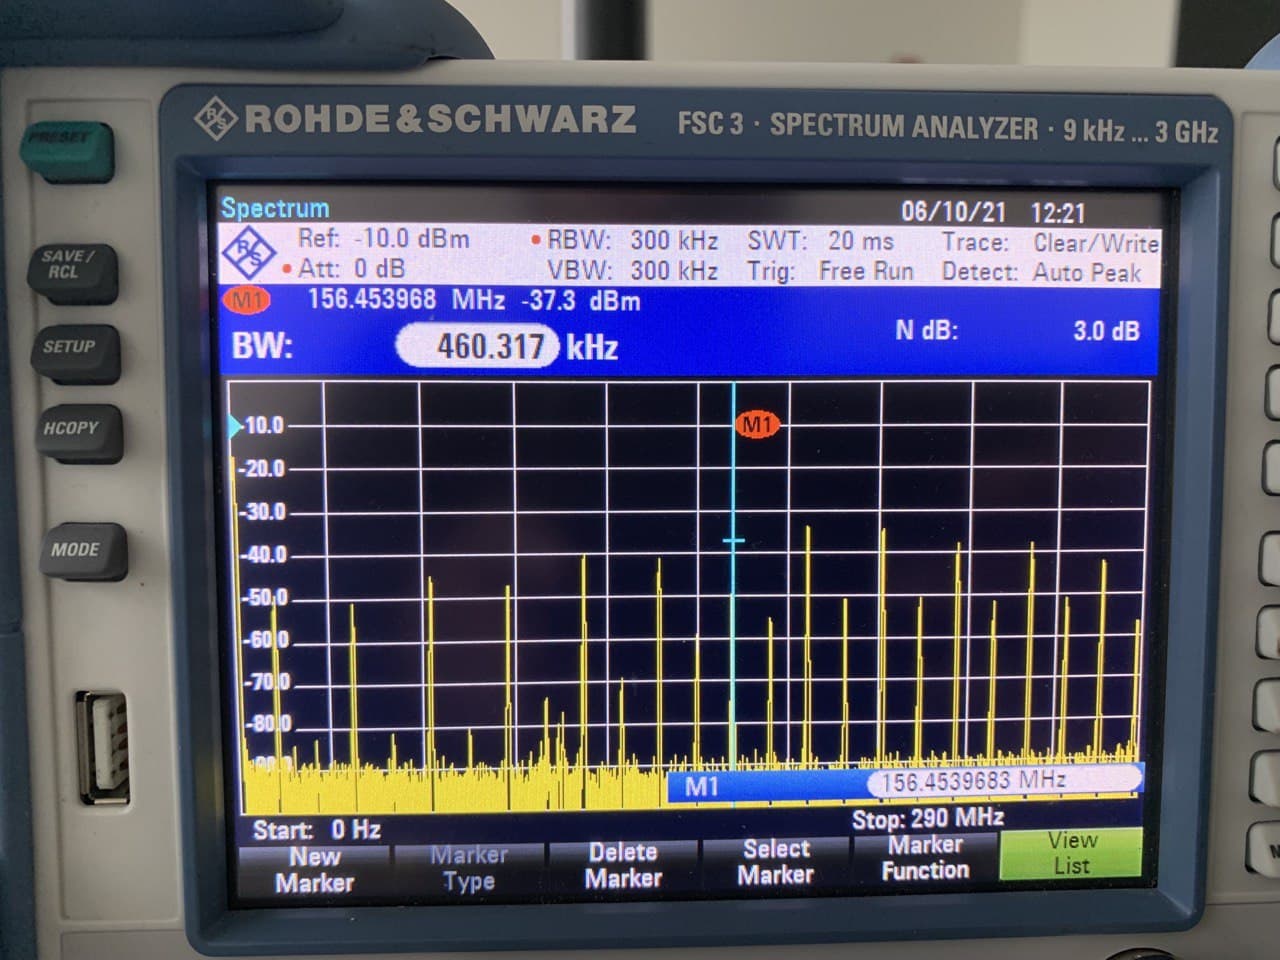 ROHDE & SCHWARZ FSC 3 · SPECTRUM ANALYZER · 9 kHz ... 3 GHz
PRESET
SAVE /
RCL
SETUP
HCOPY
MODE
Spectrum 06/10/21 12:21
R/S
Ref: -10.0 dBm • RBW: 300 kHz SWT: 20 ms Trace: Clear/Write
• Att: 0 dB VBW: 300 kHz Trig: Free Run Detect: Auto Peak
M1 156.453968 MHz -37.3 dBm
BW: 460.317 kHz N dB: 3.0 dB
M1
-10.0
-20.0
-30.0
-40.0
-50.0
-60.0
-70.0
-80.0
-90.0
M1 156.4539683 MHz
Start: 0 Hz Stop: 290 MHz
New
Marker
Marker
Type
Delete
Marker
Select
Marker
Marker
Function
View
List